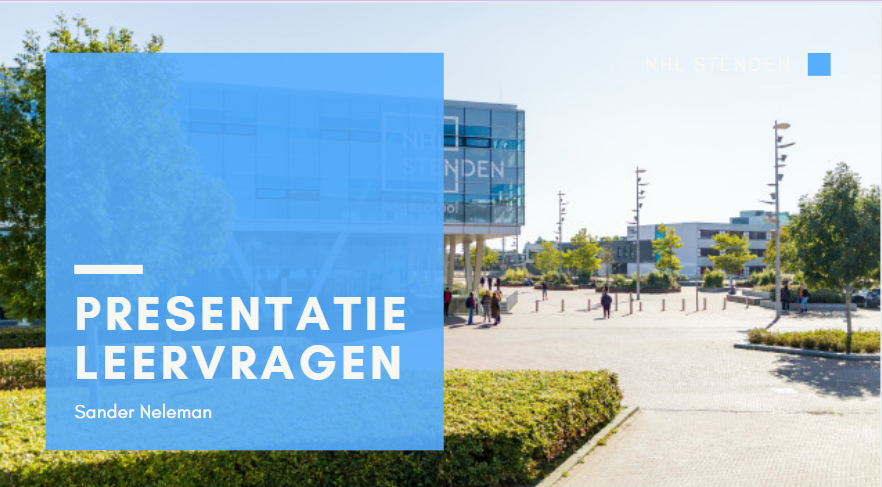 NHL STENDEN
NHL
STENDEN
PRESENTATIE
LEERVRAGEN
Sander Neleman